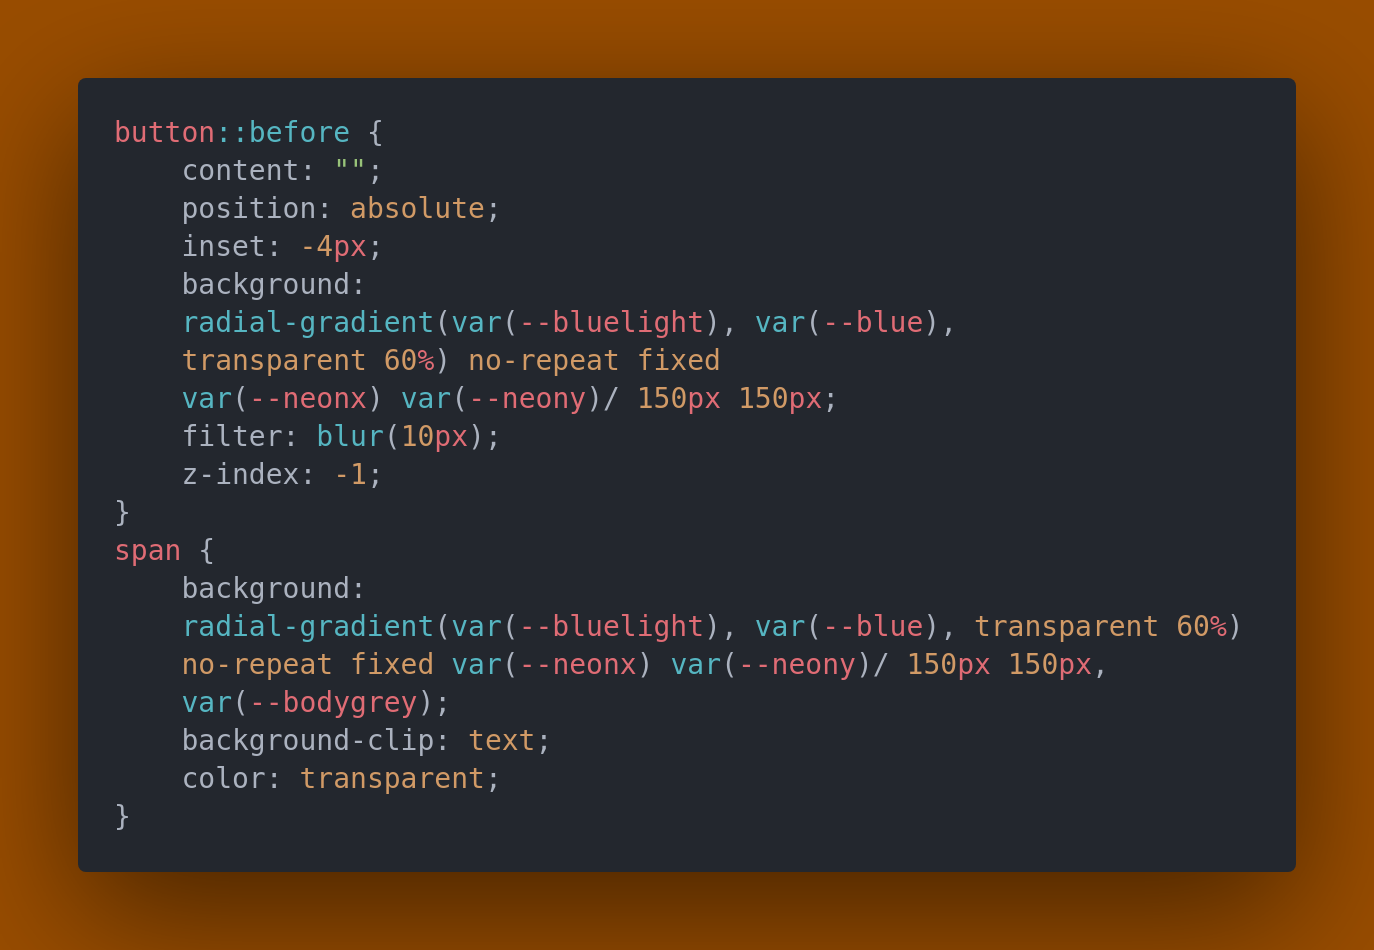 button::before {
    content: "";
    position: absolute;
    inset: -4px;
    background:
    radial-gradient(var(--bluelight), var(--blue),
    transparent 60%) no-repeat fixed
    var(--neonx) var(--neony)/ 150px 150px;
    filter: blur(10px);
    z-index: -1;
}
span {
    background:
    radial-gradient(var(--bluelight), var(--blue), transparent 60%)
    no-repeat fixed var(--neonx) var(--neony)/ 150px 150px,
    var(--bodygrey);
    background-clip: text;
    color: transparent;
}